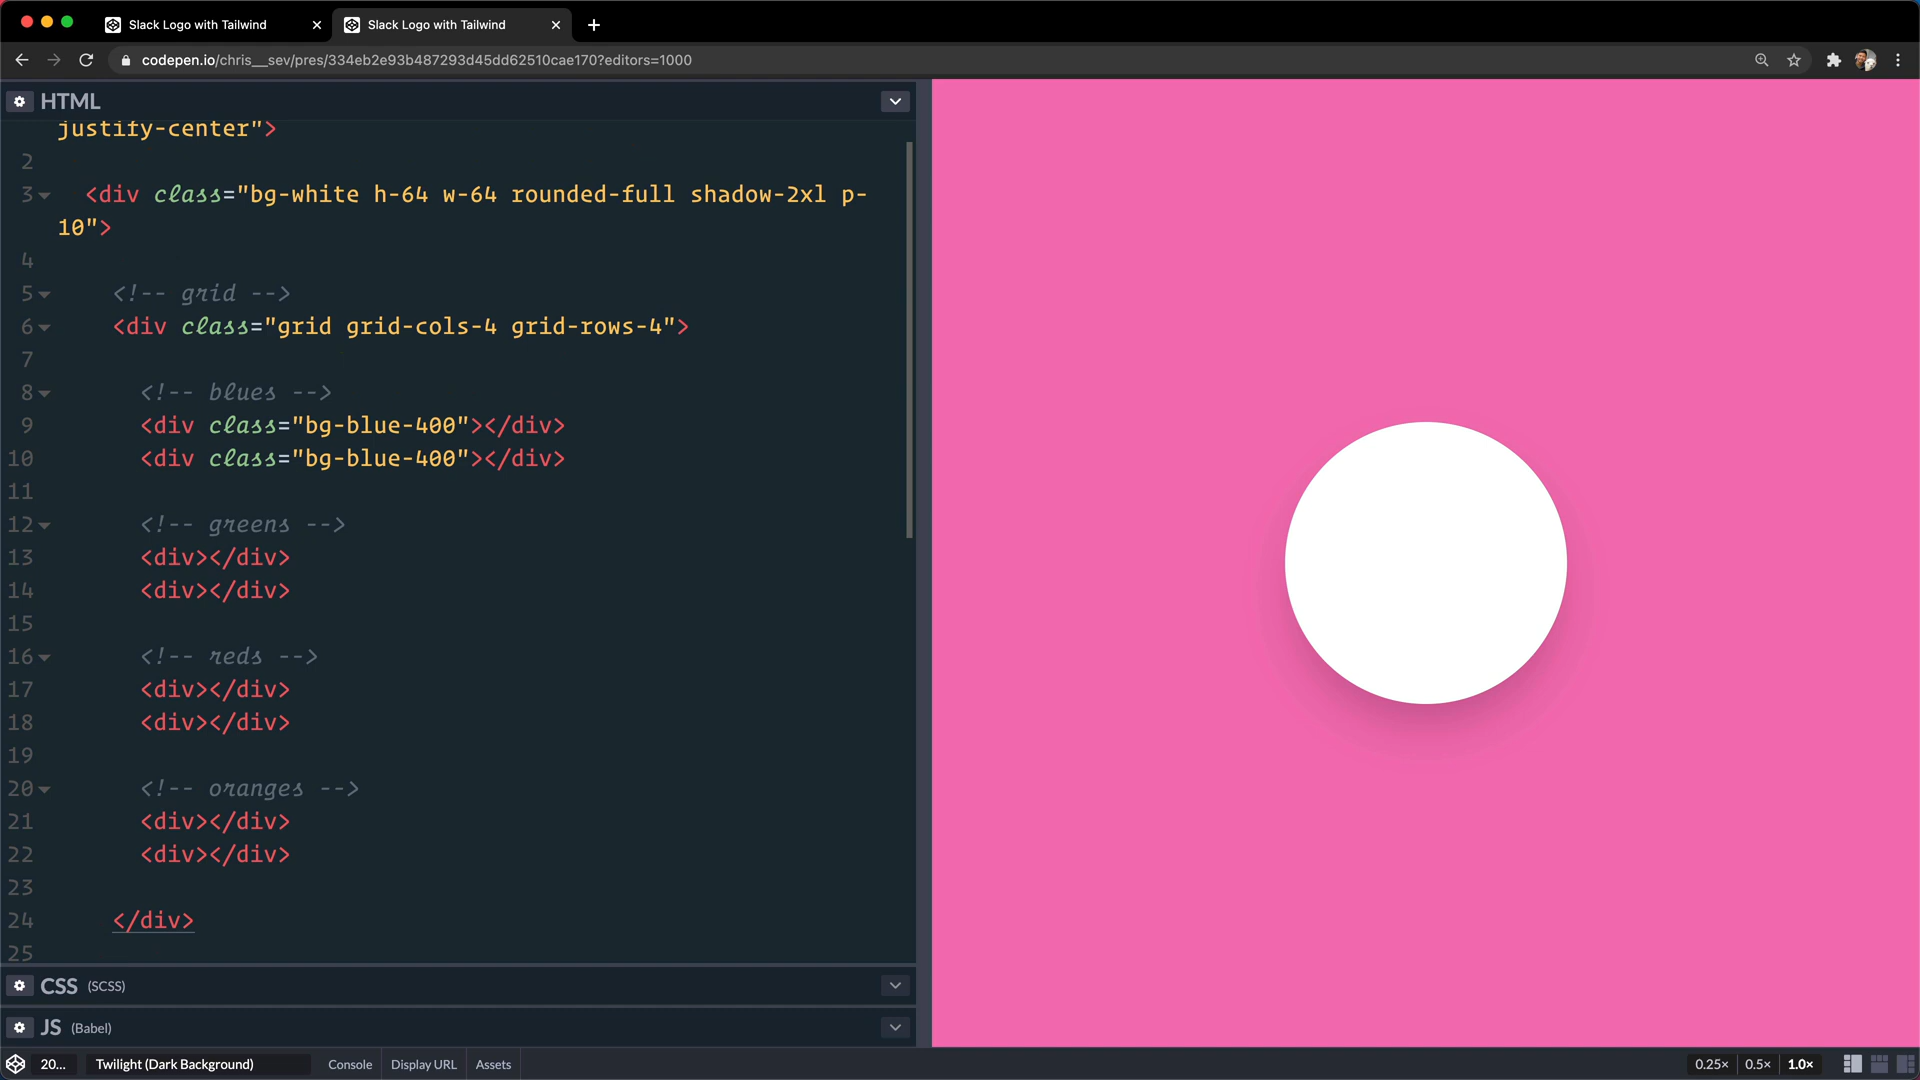 Slack Logo with Tailwind
Slack Logo with Tailwind
codepen.io/chris__sev/pres/334eb2e93b487293d45dd62510cae170?editors=1000
HTML
justify-center">
2
3 <div class="bg-white h-64 w-64 rounded-full shadow-2xl p-
10">
4
5 <!-- grid -->
6 <div class="grid grid-cols-4 grid-rows-4">
7
8 <!-- blues -->
9 <div class="bg-blue-400"></div>
10 <div class="bg-blue-400"></div>
11
12 <!-- greens -->
13 <div></div>
14 <div></div>
15
16 <!-- reds -->
17 <div></div>
18 <div></div>
19
20 <!-- oranges -->
21 <div></div>
22 <div></div>
23
24 </div>
25
CSS (SCSS)
JS (Babel)
20... Twilight (Dark Background) Console Display URL Assets 0.25× 0.5× 1.0×